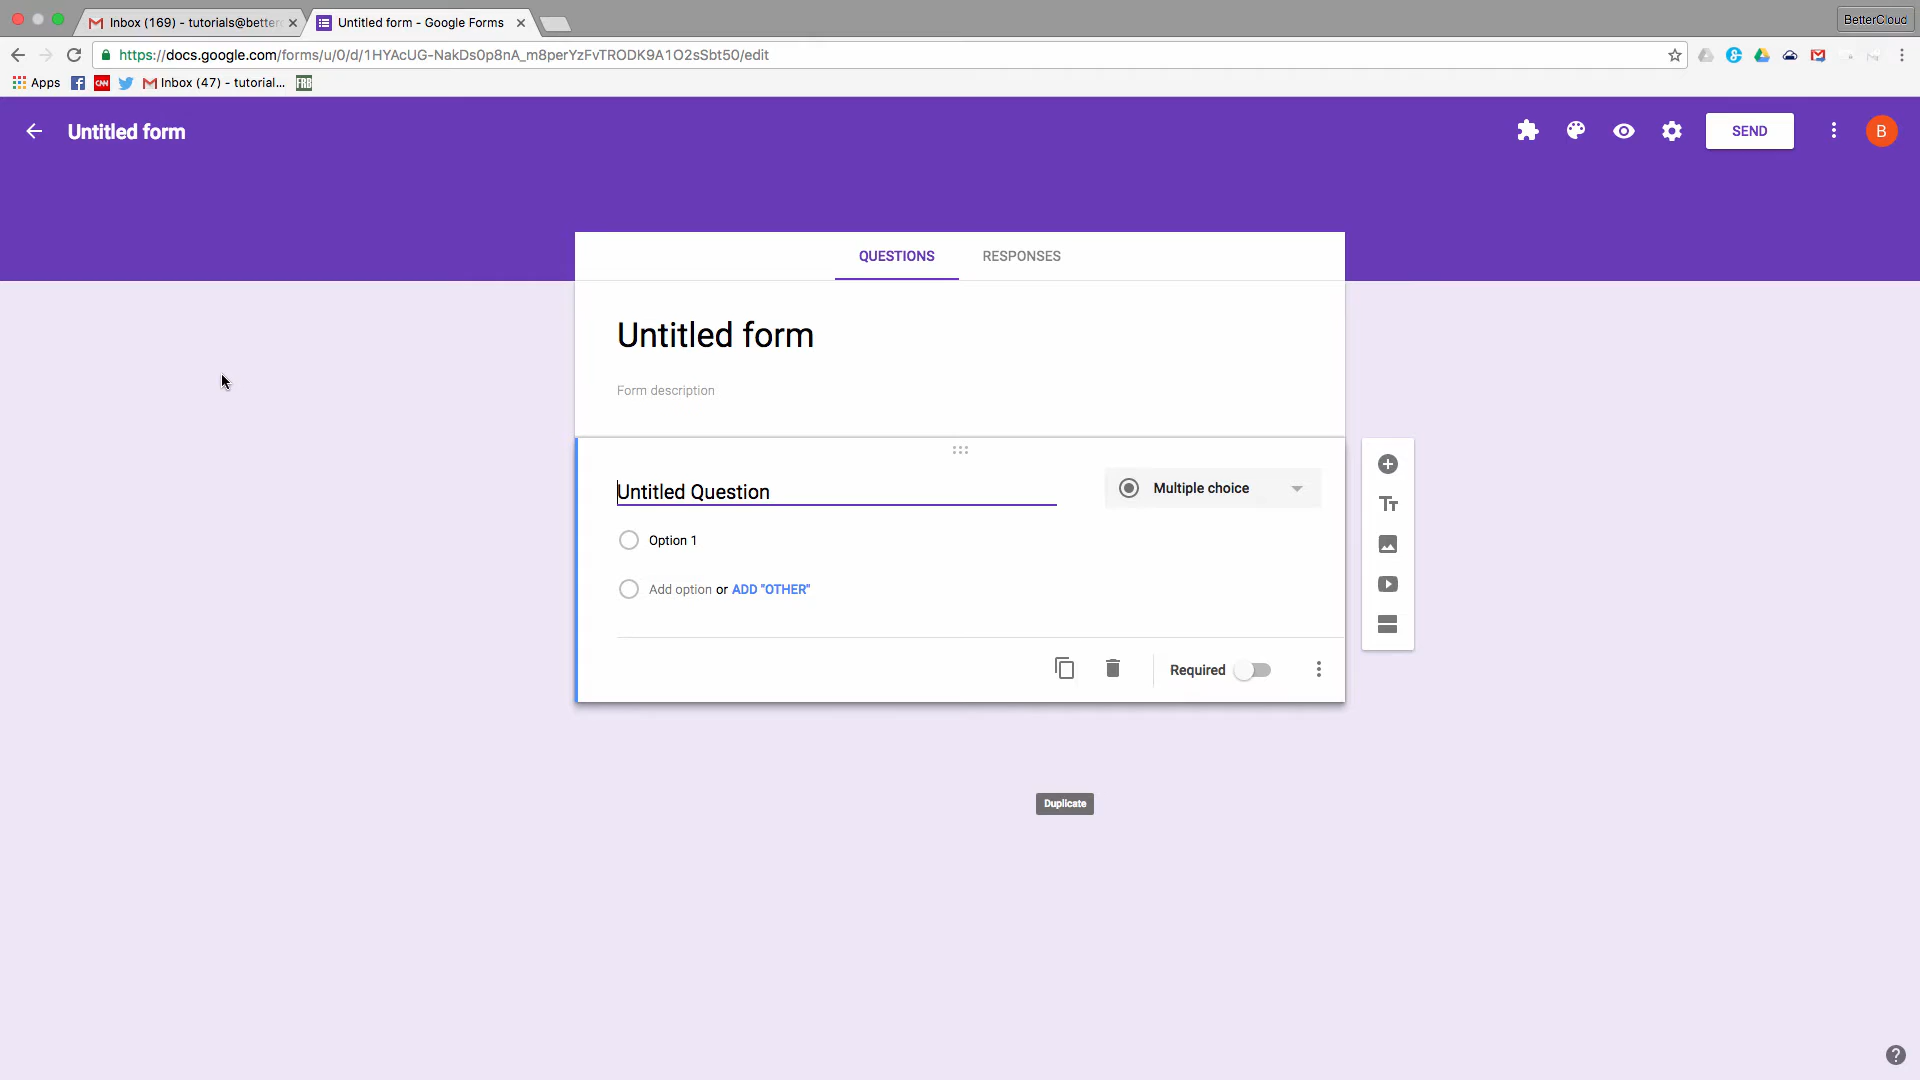 Inbox (169) - tutorials@better
Untitled form - Google Forms
BetterCloud
https://docs.google.com/forms/u/0/d/1HYAcUG-NakDs0p8nA_m8perYzFvTRODK9A1O2sSbt50/edit
Apps
CNN
Inbox (47) - tutorial...
FRB
Untitled form
SEND
B
QUESTIONS
RESPONSES
Untitled form
Form description
Untitled Question
Multiple choice
Option 1
Add option or ADD "OTHER"
Required
Duplicate